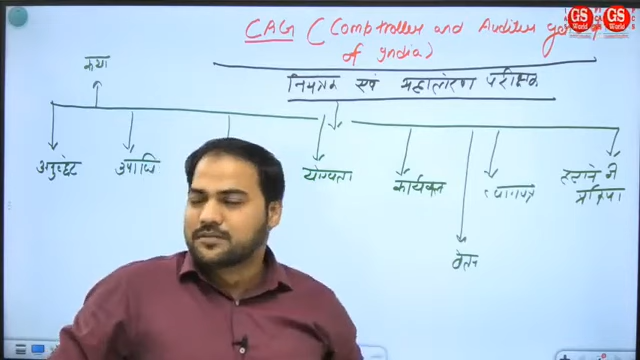 CAG (Comptroller and Auditor
of India)
नियंत्रक एवं महालेखा परीक्षक
क्या
अनुच्छेद
उपाधि
योग्यता
कार्यकाल
वेतन
त्यागपत्र
हटाने की
प्रक्रिया
GS
World
GS
World